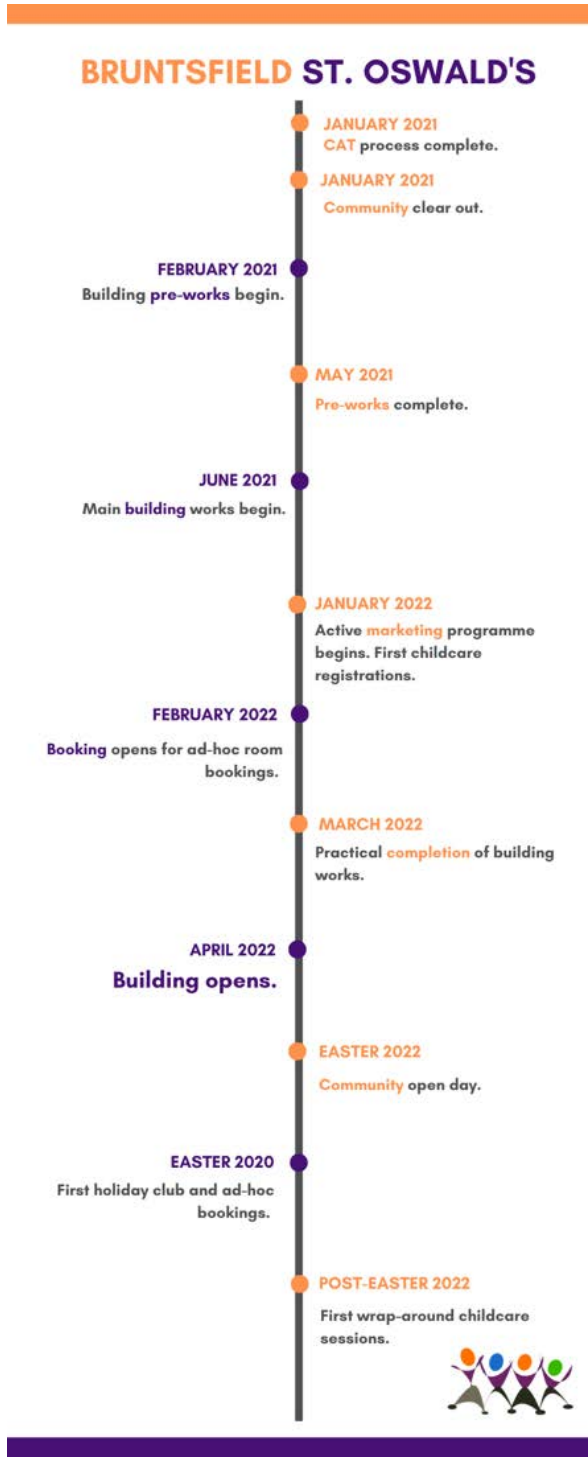 BRUNTSFIELD ST. OSWALD'S
JANUARY 2021
CAT process complete.
JANUARY 2021
Community clear out.
FEBRUARY 2021
Building pre-works begin.
MAY 2021
Pre-works complete.
JUNE 2021
Main building works begin.
JANUARY 2022
Active marketing programme
begins. First childcare
registrations.
FEBRUARY 2022
Booking opens for ad-hoc room
bookings.
MARCH 2022
Practical completion of building
works.
APRIL 2022
Building opens.
EASTER 2022
Community open day.
EASTER 2020
First holiday club and ad-hoc
bookings.
POST-EASTER 2022
First wrap-around childcare
sessions.